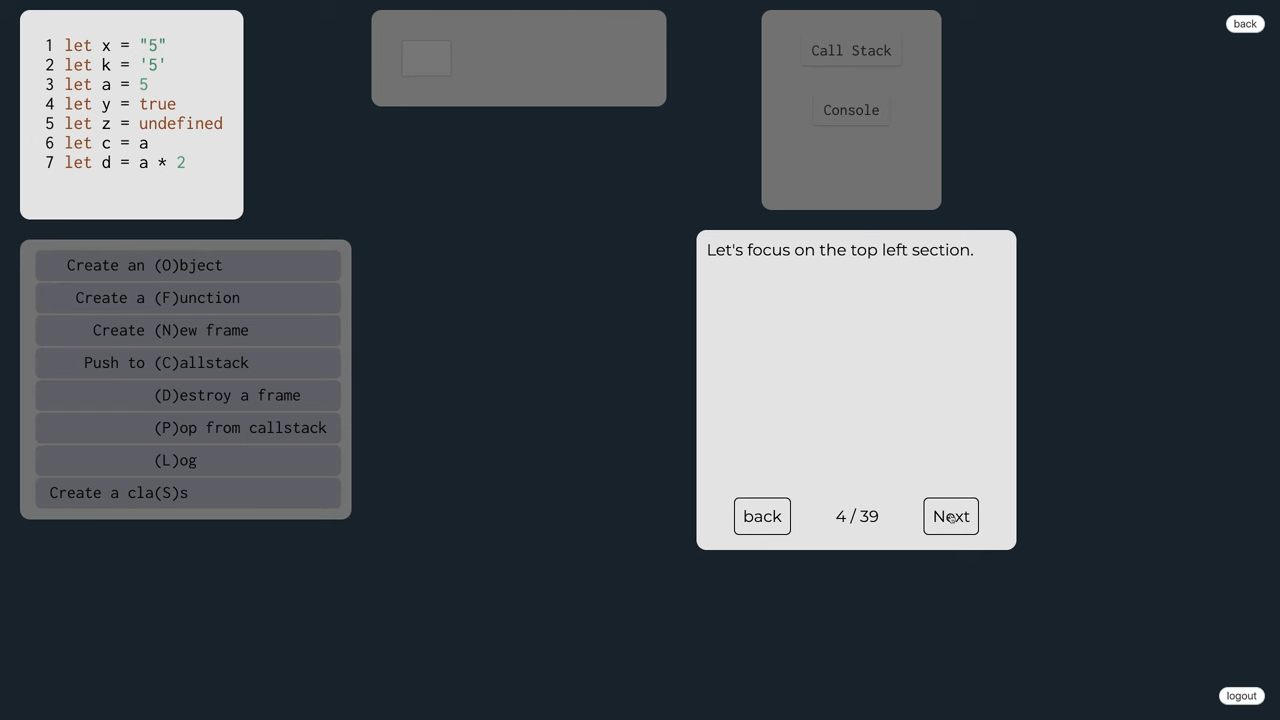 1 let x = "5"
2 let k = '5'
3 let a = 5
4 let y = true
5 let z = undefined
6 let c = a
7 let d = a * 2
Call Stack
Console
back
Create an (O)bject
Create a (F)unction
Create (N)ew frame
Push to (C)allstack
(D)estroy a frame
(P)op from callstack
(L)og
Create a cla(S)s
Let's focus on the top left section.
back
4 / 39
Next
logout